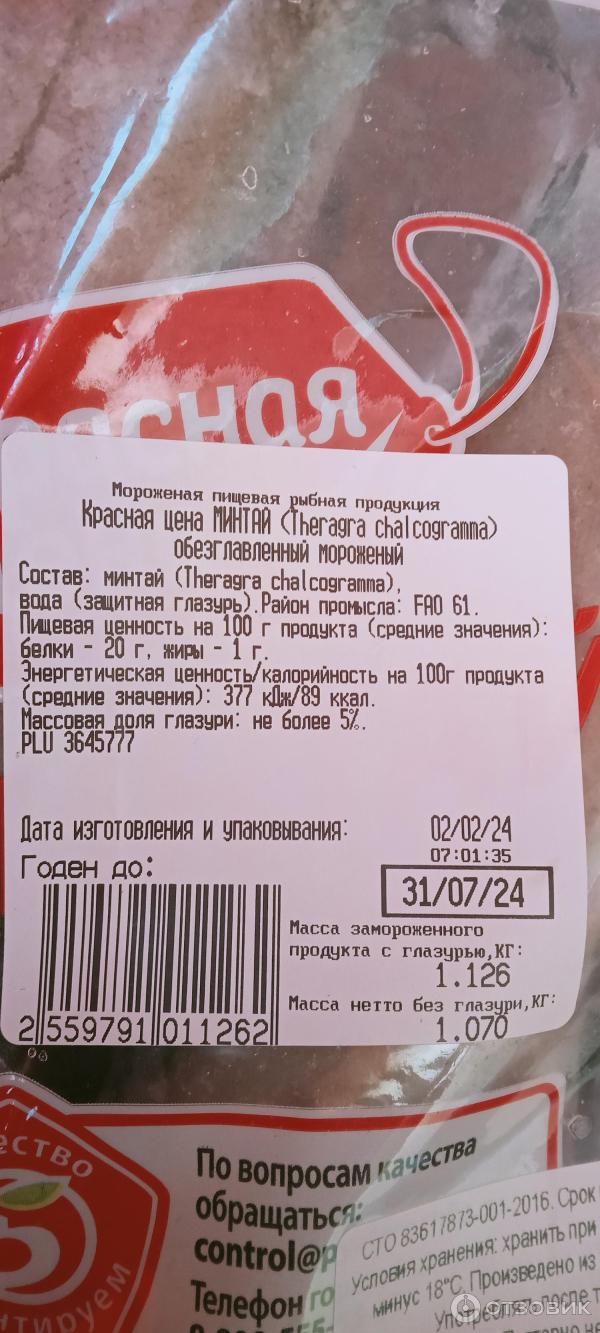 Мороженая пищевая рыбная продукция
Красная цена МИНТАЙ (Theragra chalcogramma)
обезглавленный мороженый
Состав: минтай (Theragra chalcogramma),
вода (защитная глазурь).Район промысла: FAO 61.
Пищевая ценность на 100 г продукта (средние значения):
белки - 20 г, жиры - 1 г.
Энергетическая ценность/калорийность на 100г продукта
(средние значения): 377 кДж/89 ккал.
Массовая доля глазури: не более 5%.
PLU 3645777
Дата изготовления и упаковывания: 02/02/24
07:01:35
Годен до: 31/07/24
Масса замороженного
продукта с глазурью,КГ:
1.126
Масса нетто без глазури,КГ:
1.070
2 559791 011262
По вопросам качества
обращаться:
control@p
Телефон го
СТО 83617873-001-2016. Срок
Условия хранения: хранить при
минус 18°С. Произведено из
Употреблять после
отзовик